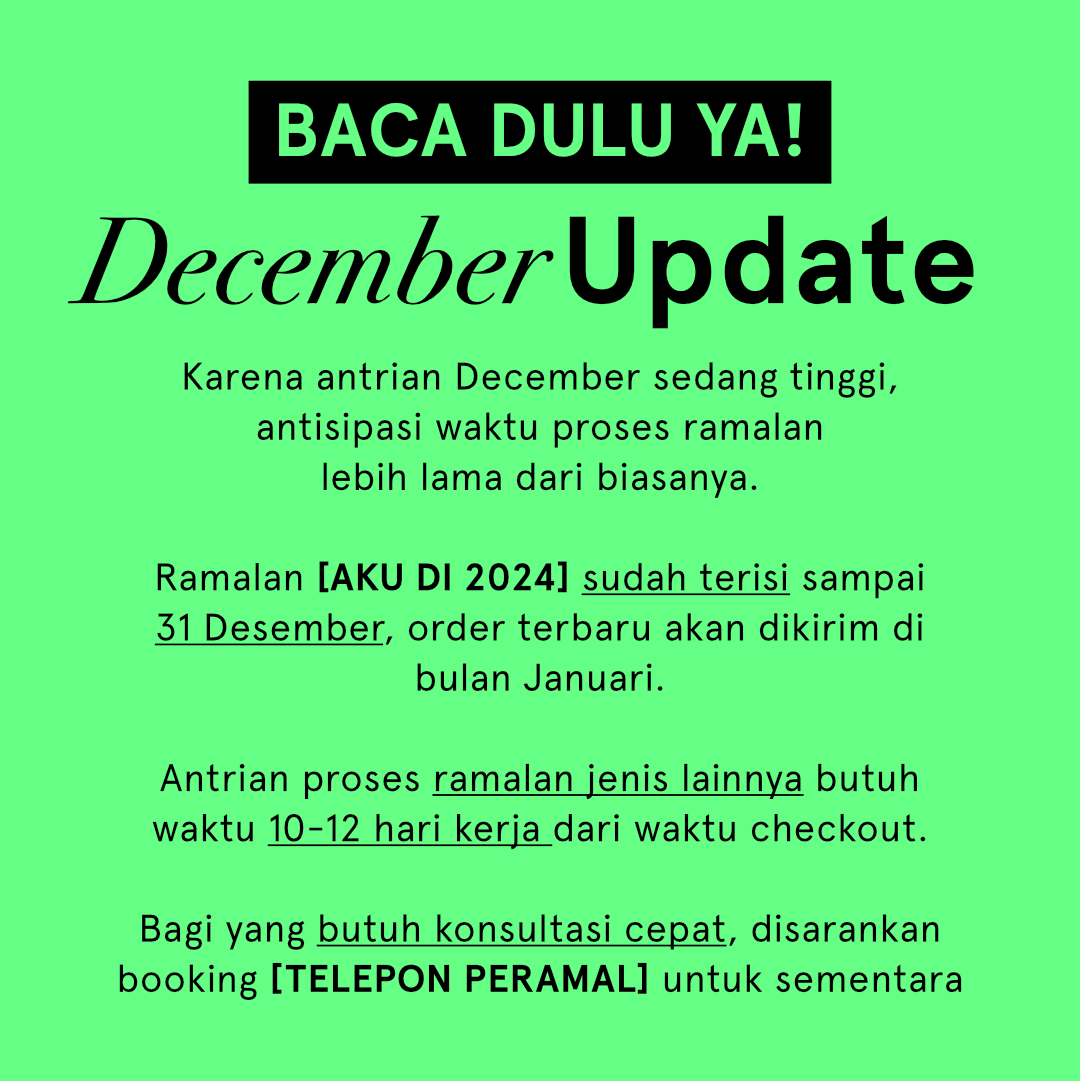 BACA DULU YA!
December Update
Karena antrian December sedang tinggi,
antisipasi waktu proses ramalan
lebih lama dari biasanya.
Ramalan [AKU DI 2024] sudah terisi sampai
31 Desember, order terbaru akan dikirim di
bulan Januari.
Antrian proses ramalan jenis lainnya butuh
waktu 10-12 hari kerja dari waktu checkout.
Bagi yang butuh konsultasi cepat, disarankan
booking [TELEPON PERAMAL] untuk sementara